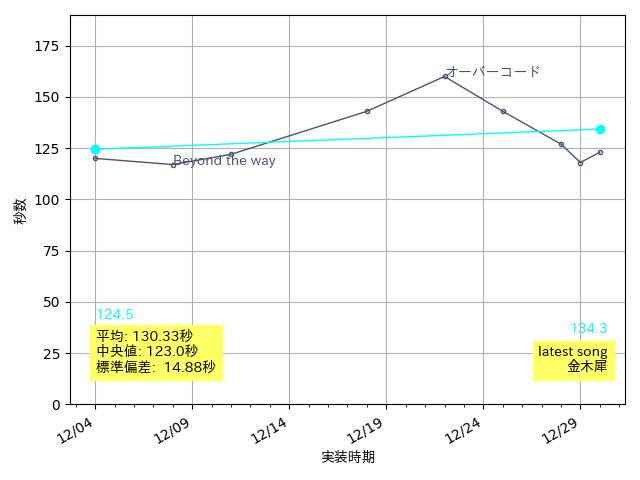 175
150
125
100
75
50
25
0
秒数
オーバーコード
Beyond the way
124.5
平均: 130.33秒
中央値: 123.0秒
標準偏差: 14.88秒
134.3
latest song
金木犀
12/04
12/09
12/14
12/19
12/24
12/29
実装時期